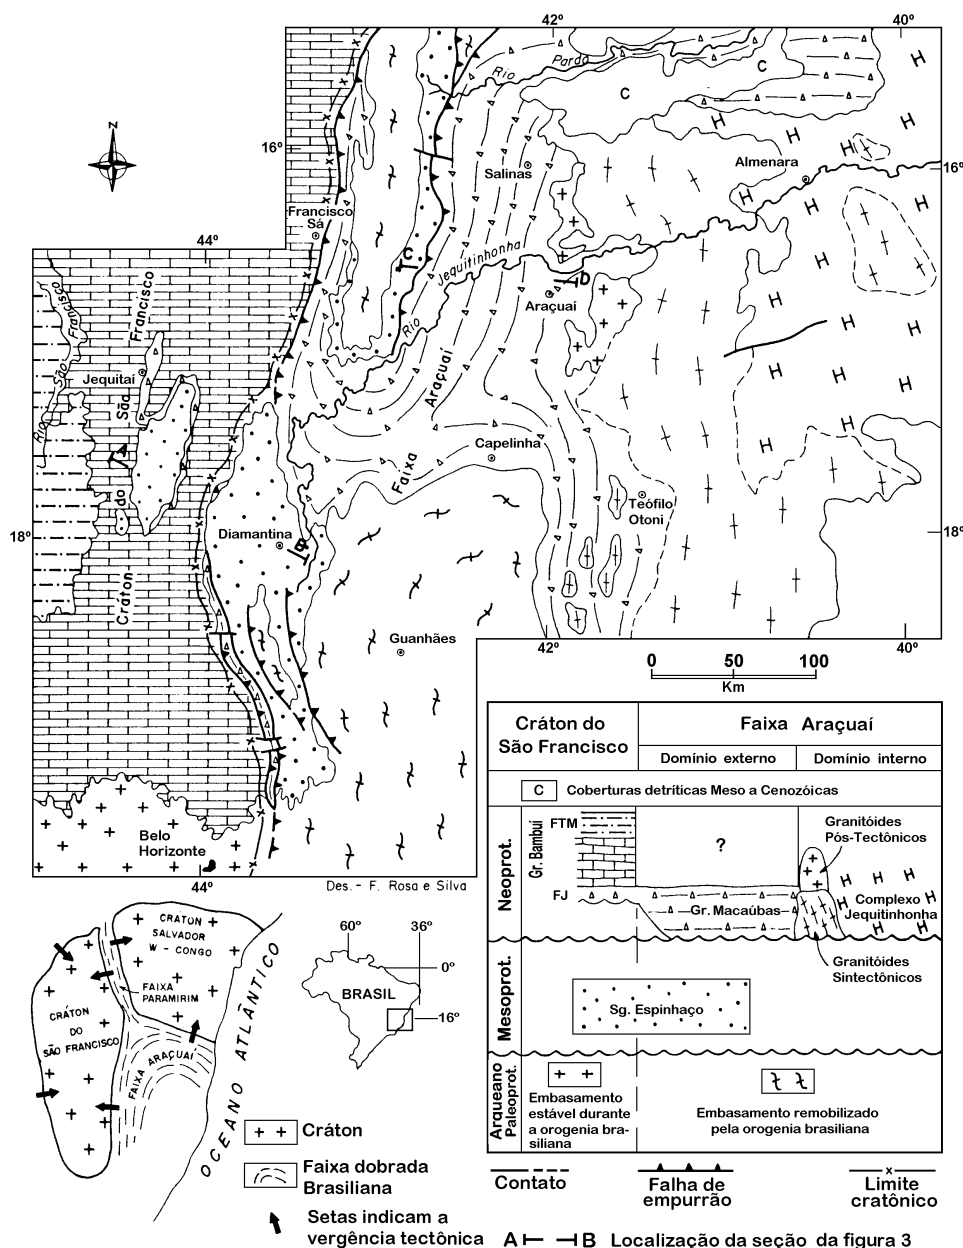 42º
40º
Rio Pardo
C
C
N
16º
Salinas
Almenara
16º
Francisco
Sá
44º
C
Rio Jequitinhonha
D
Araçuaí
Rio São Francisco
Cráton do São Francisco
Jequitaí
A
Faixa Araçuaí
Capelinha
Teófilo
Otoni
18º
Diamantina
B
18º
Guanhães
42º
40º
0 50 100
Km
Belo
Horizonte
44º
Des.- F. Rosa e Silva
Cráton do
São Francisco
Faixa Araçuaí
Domínio externo
Domínio interno
C Coberturas detríticas Meso a Cenozóicas
Neoprot.
Gr. Bambuí
FTM
FJ
?
Gr. Macaúbas
Granitóides
Pós-Tectônicos
Complexo
Jequitinhonha
Granitóides
Sintectônicos
Mesoprot.
Sg. Espinhaço
Arqueano
Paleoprot.
Embasamento
estável durante
a orogenia bra-
siliana
Embasamento remobilizado
pela orogenia brasiliana
Contato
Falha de
empurrão
x
Limite
cratônico
A B Localização da seção da figura 3
CRÁTON
SALVADOR
W - CONGO
FAIXA
PARAMIRIM
CRÁTON
DO
SÃO FRANCISCO
FAIXA ARAÇUAÍ
OCEANO ATLÂNTICO
60º
36º
0º
BRASIL
16º
Cráton
Faixa dobrada
Brasiliana
Setas indicam a
vergência tectônica